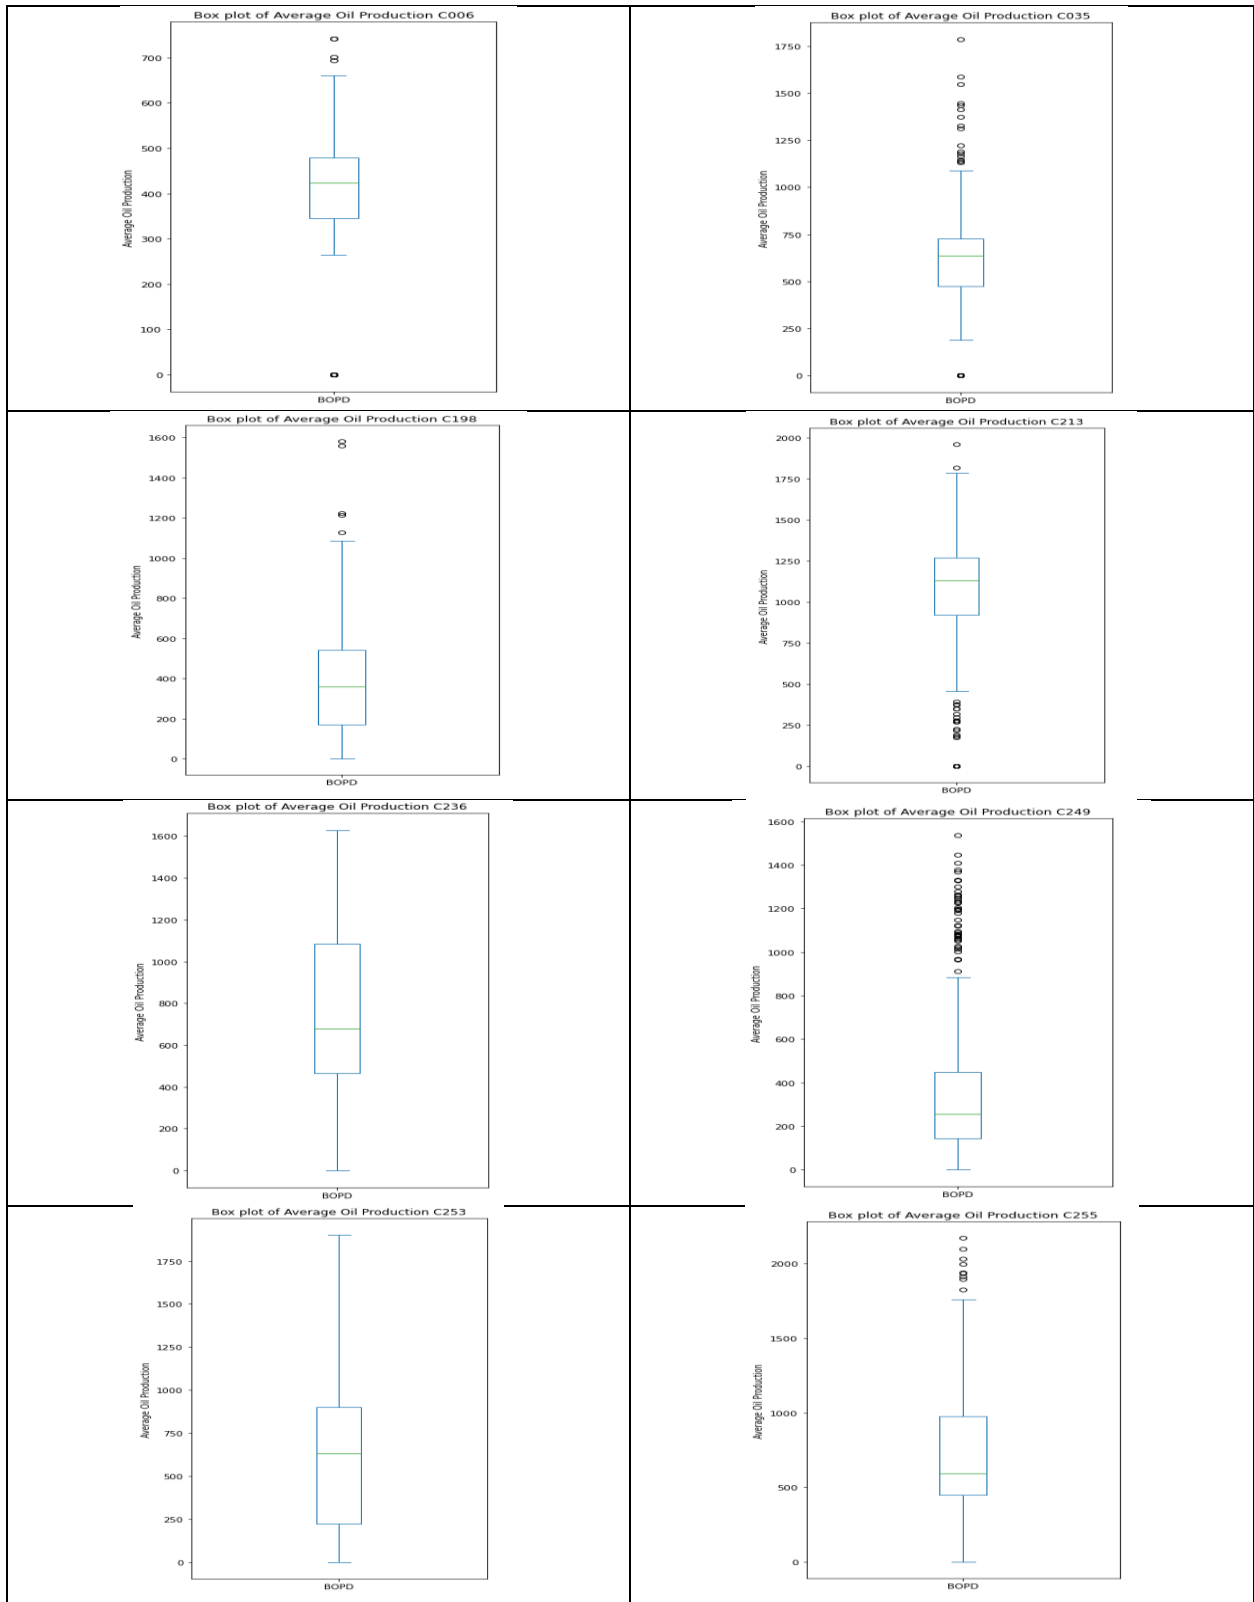 Box plot of Average Oil Production C006
700
600
500
400
300
200
100
0
Average Oil Production
BOPD
Box plot of Average Oil Production C035
1750
1500
1250
1000
750
500
250
0
Average Oil Production
BOPD
Box plot of Average Oil Production C198
1600
1400
1200
1000
800
600
400
200
0
Average Oil Production
BOPD
Box plot of Average Oil Production C213
2000
1750
1500
1250
1000
750
500
250
0
Average Oil Production
BOPD
Box plot of Average Oil Production C236
1600
1400
1200
1000
800
600
400
200
0
Average Oil Production
BOPD
Box plot of Average Oil Production C249
1600
1400
1200
1000
800
600
400
200
0
Average Oil Production
BOPD
Box plot of Average Oil Production C253
1750
1500
1250
1000
750
500
250
0
Average Oil Production
BOPD
Box plot of Average Oil Production C255
2000
1500
1000
500
0
Average Oil Production
BOPD